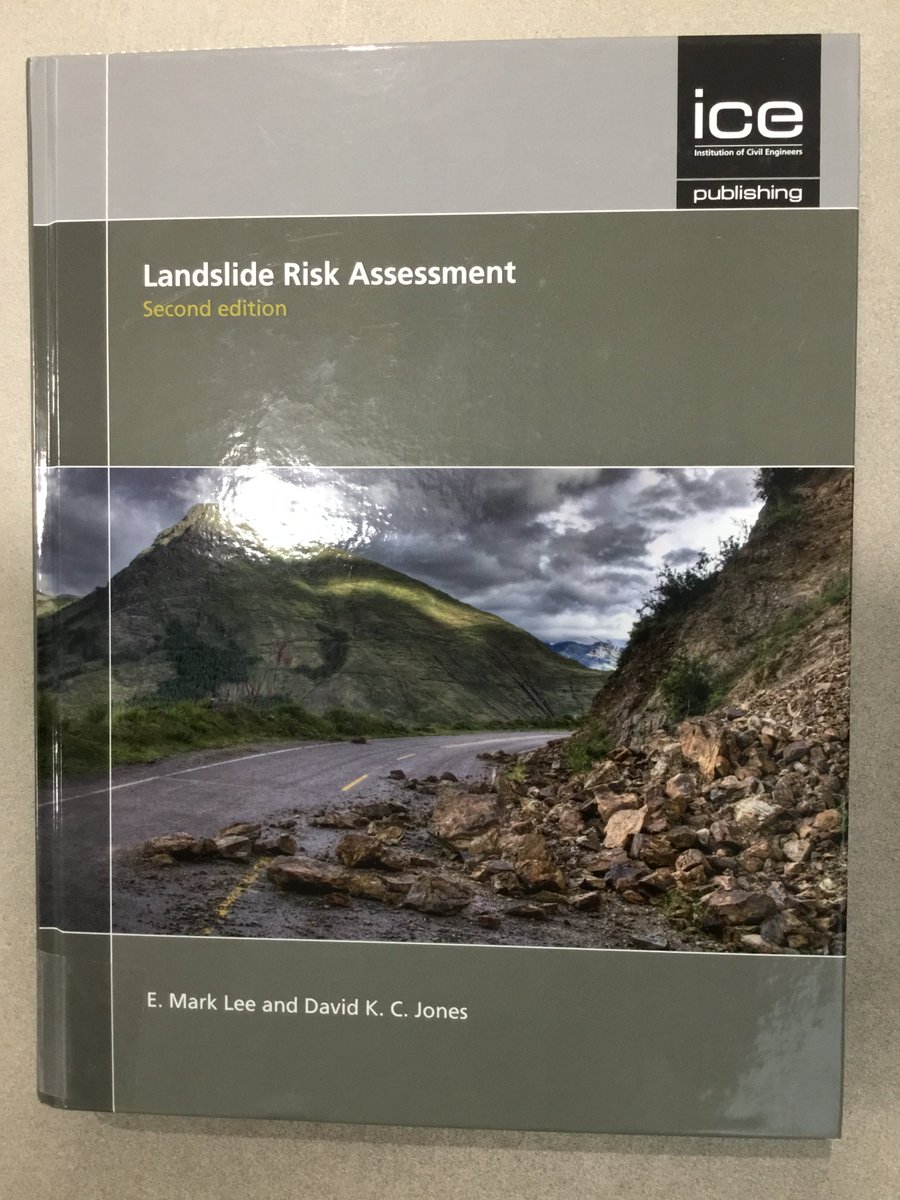 ice
Institution of Civil Engineers
publishing
Landslide Risk Assessment
Second edition
E. Mark Lee and David K. C. Jones